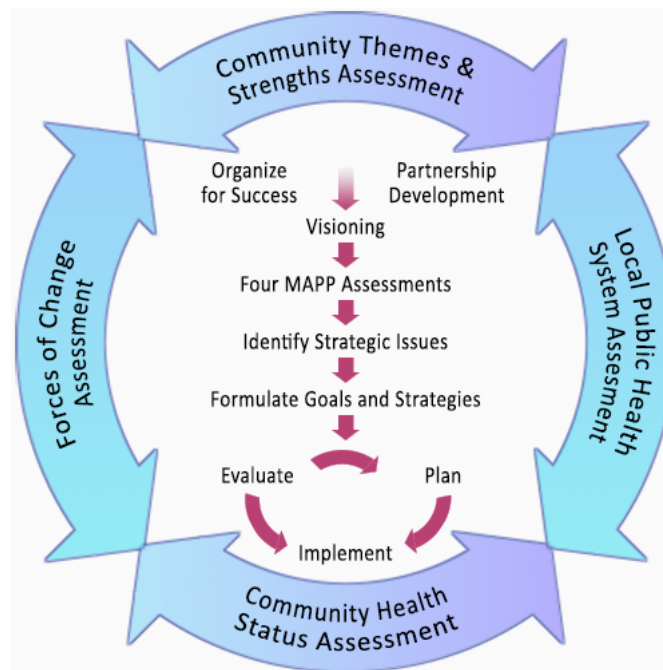 Community Themes &
Strengths Assessment
Organize
for Success
Partnership
Development
Visioning
Four MAPP Assessments
Identify Strategic Issues
Formulate Goals and Strategies
Evaluate
Plan
Implement
Forces of Change
Assessment
Local Public Health
System Assesment
Community Health
Status Assessment